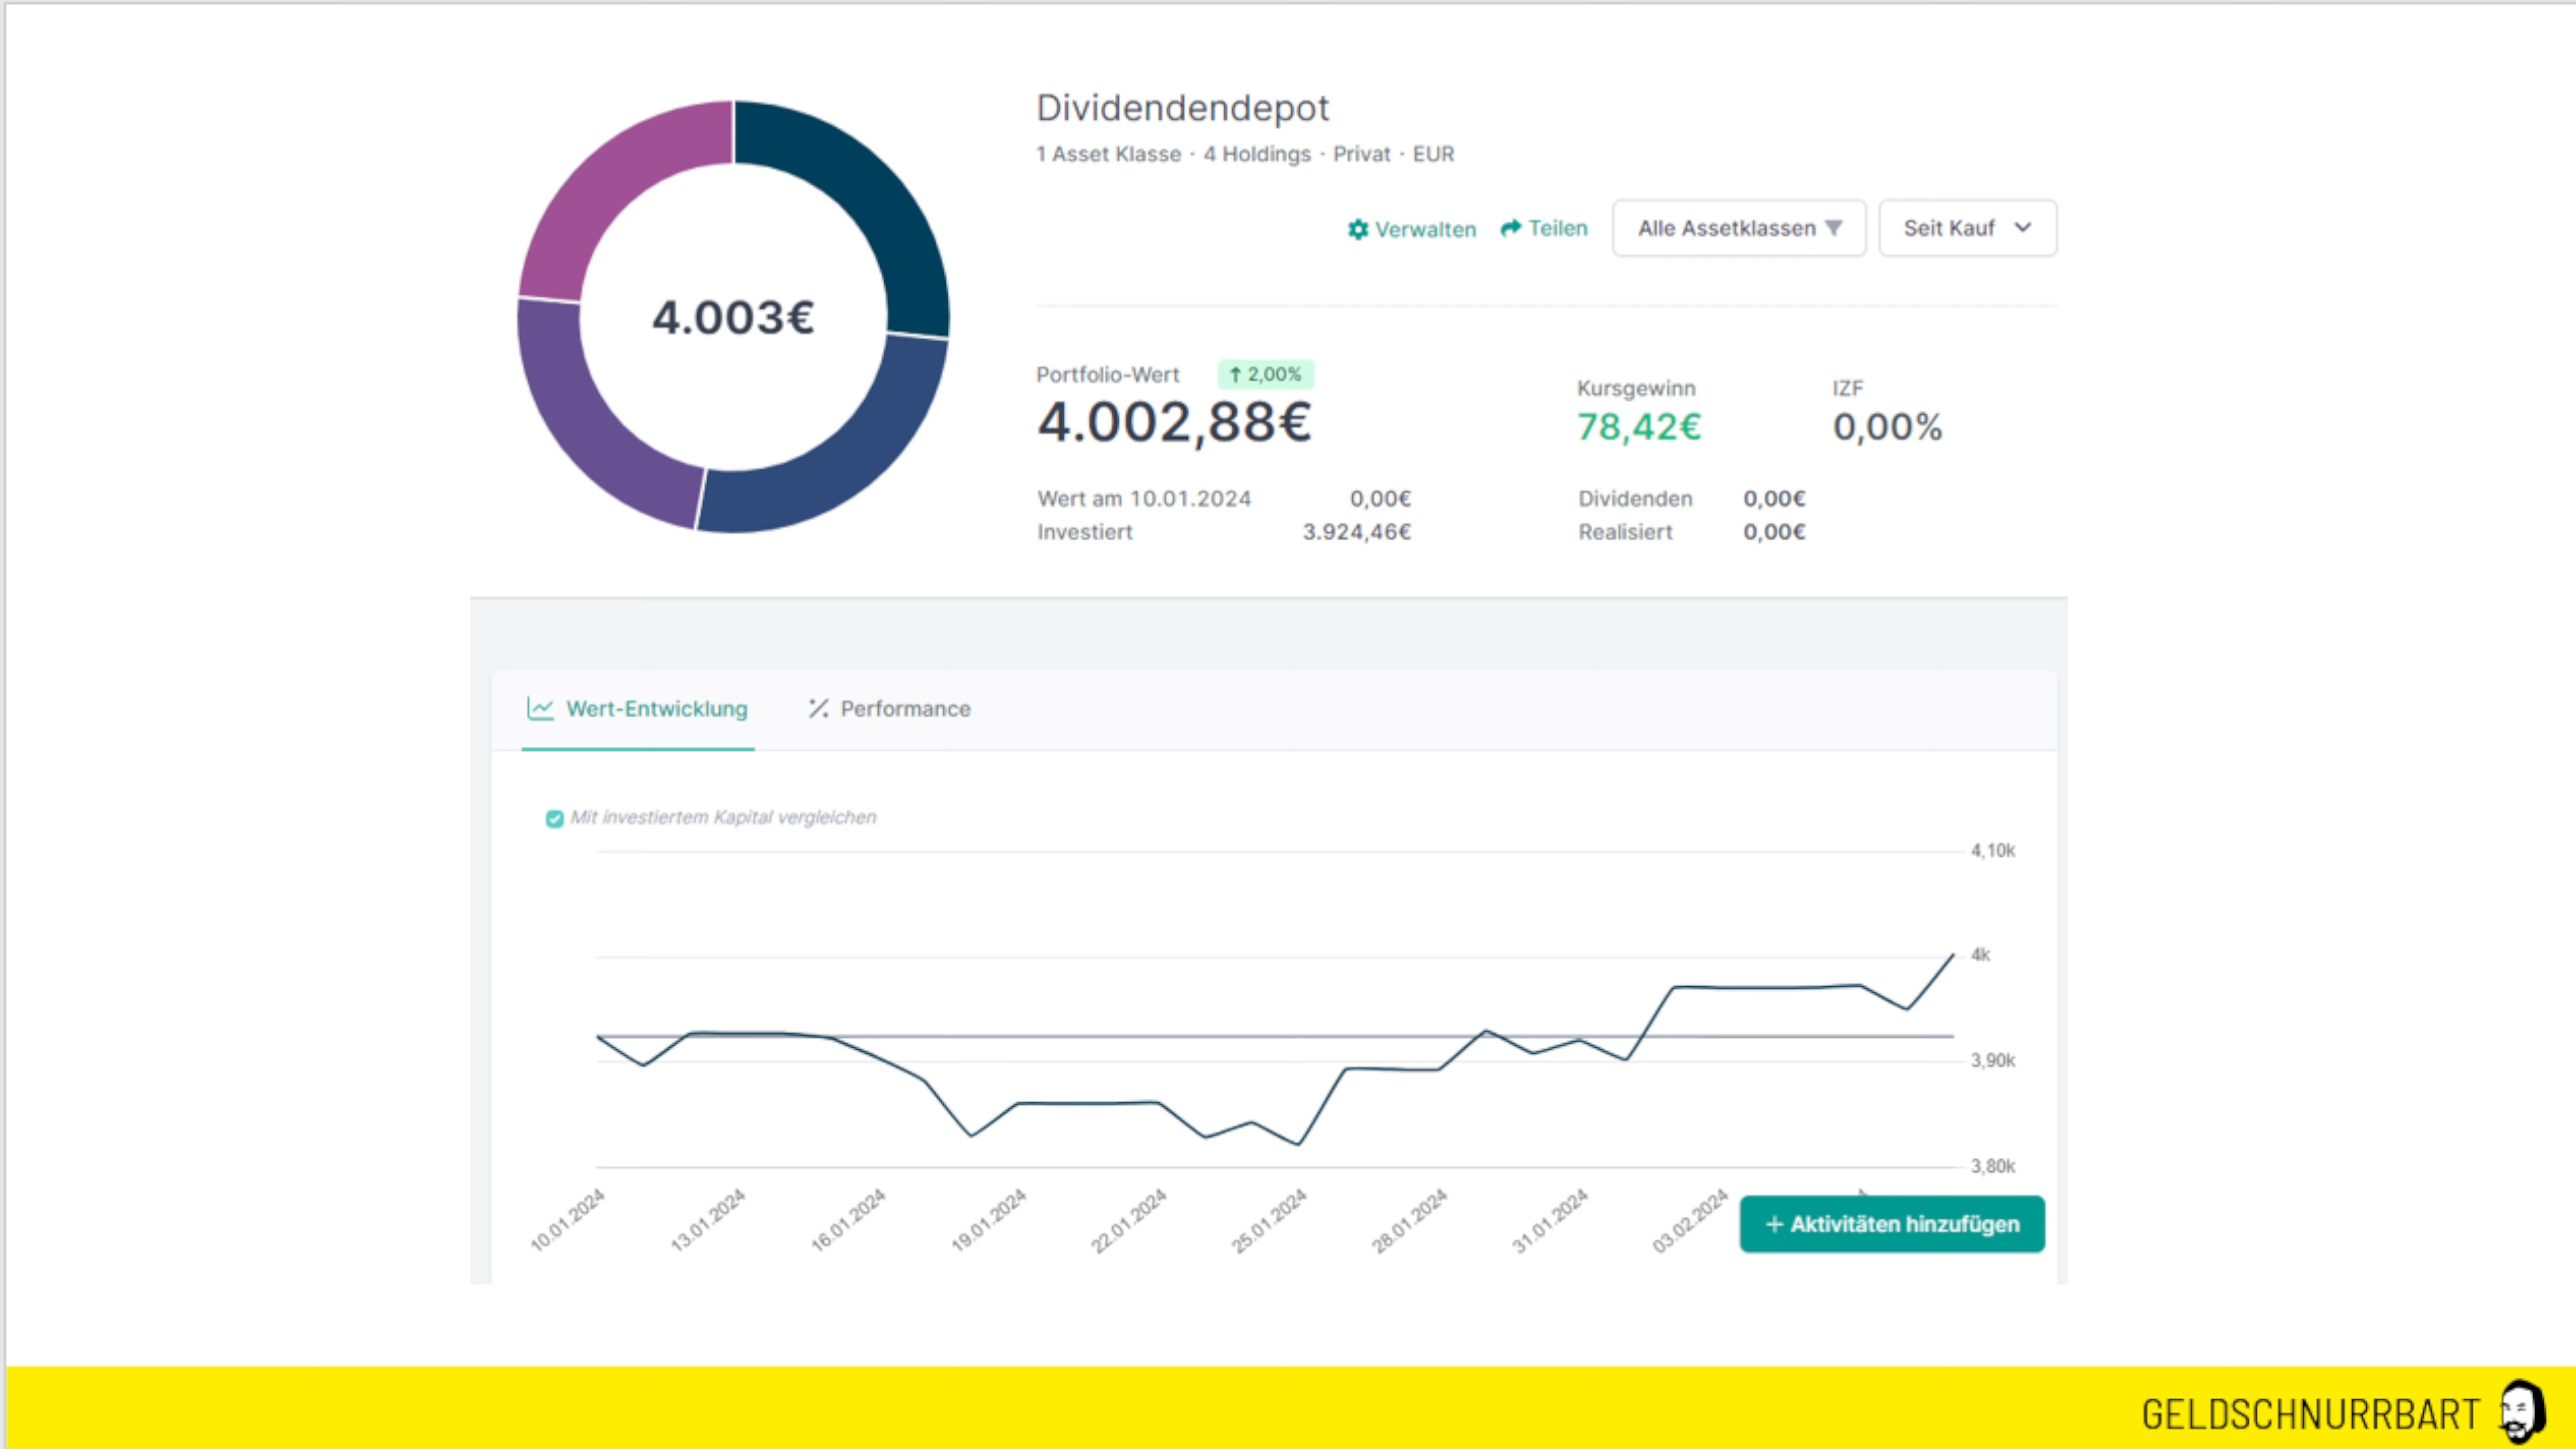 Dividendendepot
1 Asset Klasse · 4 Holdings · Privat · EUR
Verwalten Teilen Alle Assetklassen Seit Kauf
4.003€
Portfolio-Wert ↑ 2,00%
4.002,88€
Kursgewinn
78,42€
IZF
0,00%
Wert am 10.01.2024 0,00€
Investiert 3.924,46€
Dividenden 0,00€
Realisiert 0,00€
Wert-Entwicklung Performance
Mit investiertem Kapital vergleichen
4,10k
4k
3,90k
3,80k
10.01.2024 13.01.2024 16.01.2024 19.01.2024 22.01.2024 25.01.2024 28.01.2024 31.01.2024 03.02.2024
+ Aktivitäten hinzufügen
GELDSCHNURRBART